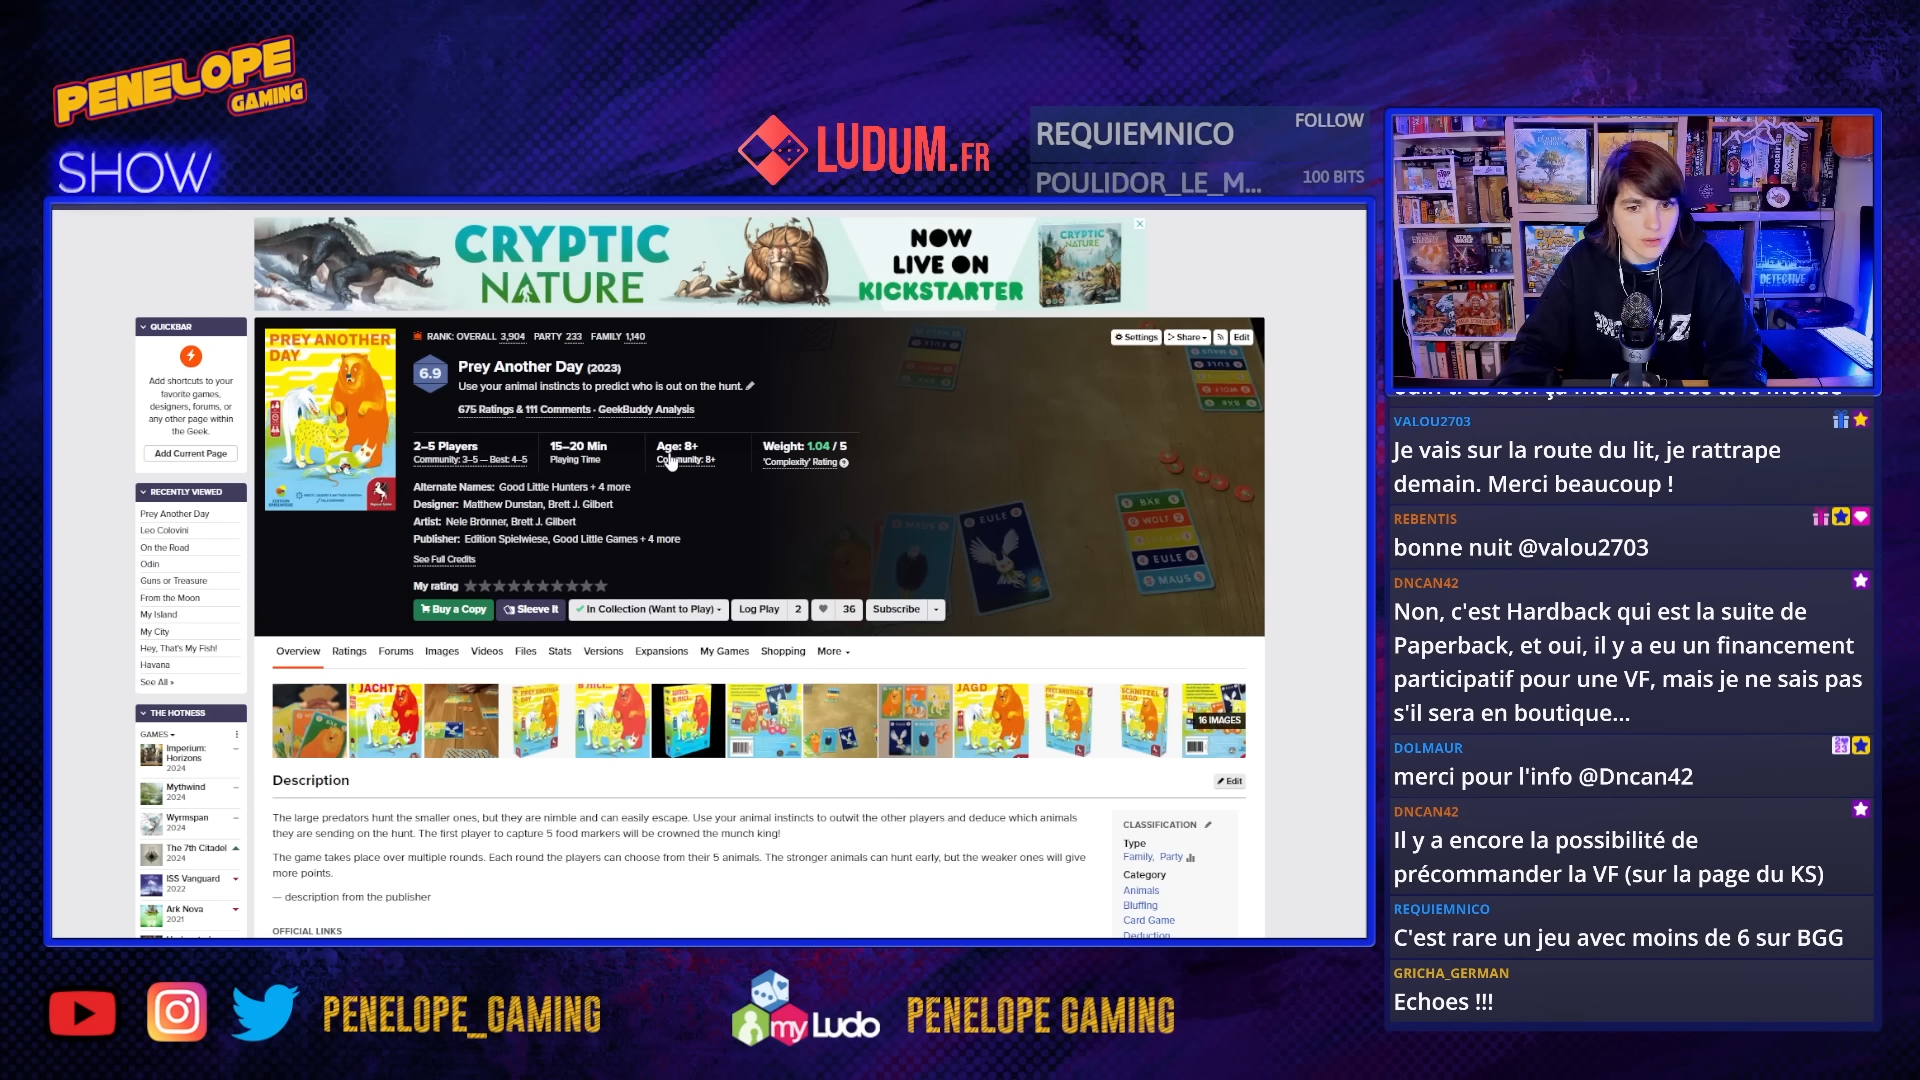 PENELOPE
GAMING
SHOW
LUDUM.FR
REQUIEMNICO FOLLOW
POULIDOR_LE_M... 100 BITS
CRYPTIC
NATURE
NOW
LIVE ON
KICKSTARTER
CRYPTIC
NATURE
QUICKBAR
Add shortcuts to your
favorite games,
designers, forums, or
any other page within
the Geek.
Add Current Page
RECENTLY VIEWED
Prey Another Day
Leo Colovini
On the Road
Odin
Guns or Treasure
From the Moon
My Island
My City
Hey, That's My Fish!
Havana
See All »
THE HOTNESS
GAMES
Imperium:
Horizons
2024
Mythwind
2024
Wyrmspan
2024
The 7th Citadel
2024
ISS Vanguard
2022
Ark Nova
2021
PREY ANOTHER
DAY
RANK: OVERALL 3,904 PARTY 233 FAMILY 1,140
Settings Share Edit
6.9
Prey Another Day (2023)
Use your animal instincts to predict who is out on the hunt.
675 Ratings & 111 Comments · GeekBuddy Analysis
2–5 Players
Community: 3–5 — Best: 4–5
15–20 Min
Playing Time
Age: 8+
Community: 8+
Weight: 1.04 / 5
'Complexity' Rating
Alternate Names: Good Little Hunters + 4 more
Designer: Matthew Dunstan, Brett J. Gilbert
Artist: Nele Brönner, Brett J. Gilbert
Publisher: Edition Spielwiese, Good Little Games + 4 more
See Full Credits
My rating
Buy a Copy Sleeve It In Collection (Want to Play) Log Play 2 36 Subscribe
MAUS
EULE
BÄR
WOLF
EULE
MAUS
Overview Ratings Forums Images Videos Files Stats Versions Expansions My Games Shopping More
16 IMAGES
Description
Edit
The large predators hunt the smaller ones, but they are nimble and can easily escape. Use your animal instincts to outwit the other players and deduce which animals
they are sending on the hunt. The first player to capture 5 food markers will be crowned the munch king!
The game takes place over multiple rounds. Each round the players can choose from their 5 animals. The stronger animals can hunt early, but the weaker ones will give
more points.
— description from the publisher
OFFICIAL LINKS
CLASSIFICATION
Type
Family, Party
Category
Animals
Bluffing
Card Game
Deduction
VALOU2703
Je vais sur la route du lit, je rattrape
demain. Merci beaucoup !
REBENTIS
bonne nuit @valou2703
DNCAN42
Non, c'est Hardback qui est la suite de
Paperback, et oui, il y a eu un financement
participatif pour une VF, mais je ne sais pas
s'il sera en boutique...
DOLMAUR
merci pour l'info @Dncan42
DNCAN42
Il y a encore la possibilité de
précommander la VF (sur la page du KS)
REQUIEMNICO
C'est rare un jeu avec moins de 6 sur BGG
GRICHA_GERMAN
Echoes !!!
PENELOPE_GAMING
my Ludo
PENELOPE GAMING